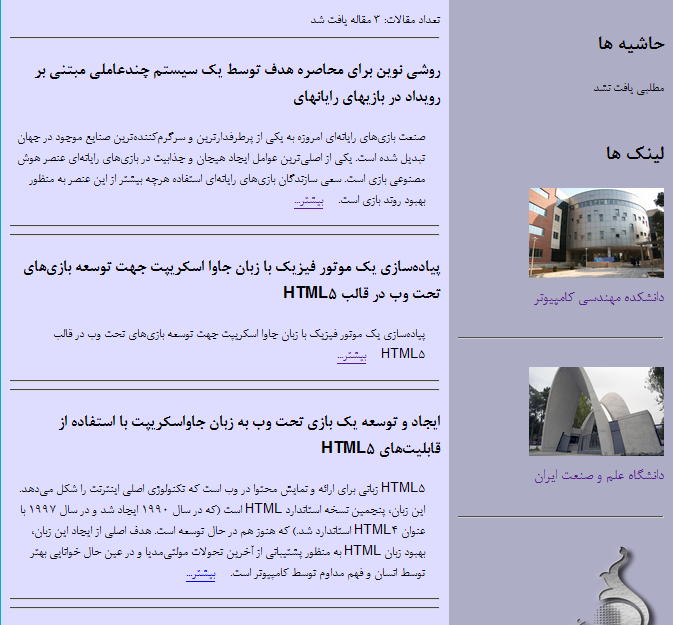 حاشیه ها
مطلبی یافت نشد
لینک ها
دانشکده مهندسی کامپیوتر
دانشگاه علم و صنعت ایران
تعداد مقالات: ۳ مقاله یافت شد
روشی نوین برای محاصره هدف توسط یک سیستم چندعاملی مبتنی بر
رویداد در بازیهای رایانهای
صنعت بازی‌های رایانه‌ای امروزه به یکی از پرطرفدارترین و سرگرم‌کننده‌ترین صنایع موجود در جهان
تبدیل شده است. یکی از اصلی‌ترین عوامل ایجاد هیجان و جذابیت در بازی‌های رایانه‌ای عنصر هوش
مصنوعی بازی است. سعی سازندگان بازی‌های رایانه‌ای استفاده هرچه بیشتر از این عنصر به منظور
بهبود روند بازی است. بیشتر...
پیاده‌سازی یک موتور فیزیک با زبان جاوا اسکریپت جهت توسعه بازی‌های
تحت وب در قالب HTML۵
پیاده‌سازی یک موتور فیزیک با زبان جاوا اسکریپت جهت توسعه بازی‌های تحت وب در قالب
HTML۵ بیشتر...
ایجاد و توسعه یک بازی تحت وب به زبان جاواسکریپت با استفاده از
قابلیت‌های HTML۵
HTML۵ زبانی برای ارائه و نمایش محتوا در وب است که تکنولوژی اصلی اینترنت را شکل می‌دهد.
این زبان، پنجمین نسخه استاندارد HTML است (که در سال ۱۹۹۰ ایجاد شد و در سال ۱۹۹۷ با
عنوان HTML۴ استاندارد شد.) که هنوز هم در حال توسعه است. هدف اصلی از ایجاد این زبان،
بهبود زبان HTML به منظور پشتیبانی از آخرین تحولات مولتی‌مدیا و در عین حال خوانایی بهتر
توسط انسان و فهم مداوم توسط کامپیوتر است. بیشتر...